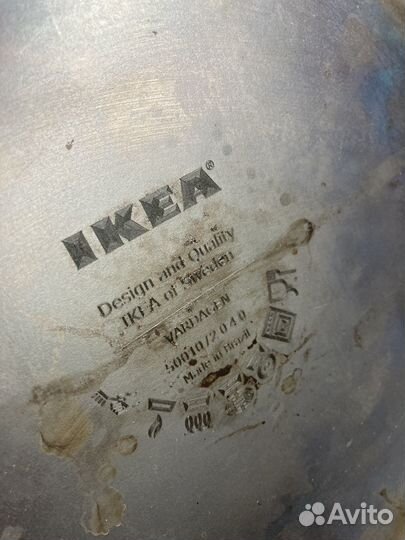 IKEA®
Design and Quality
IKEA of Sweden
VARDAGEN
Made in Brazil
Avito